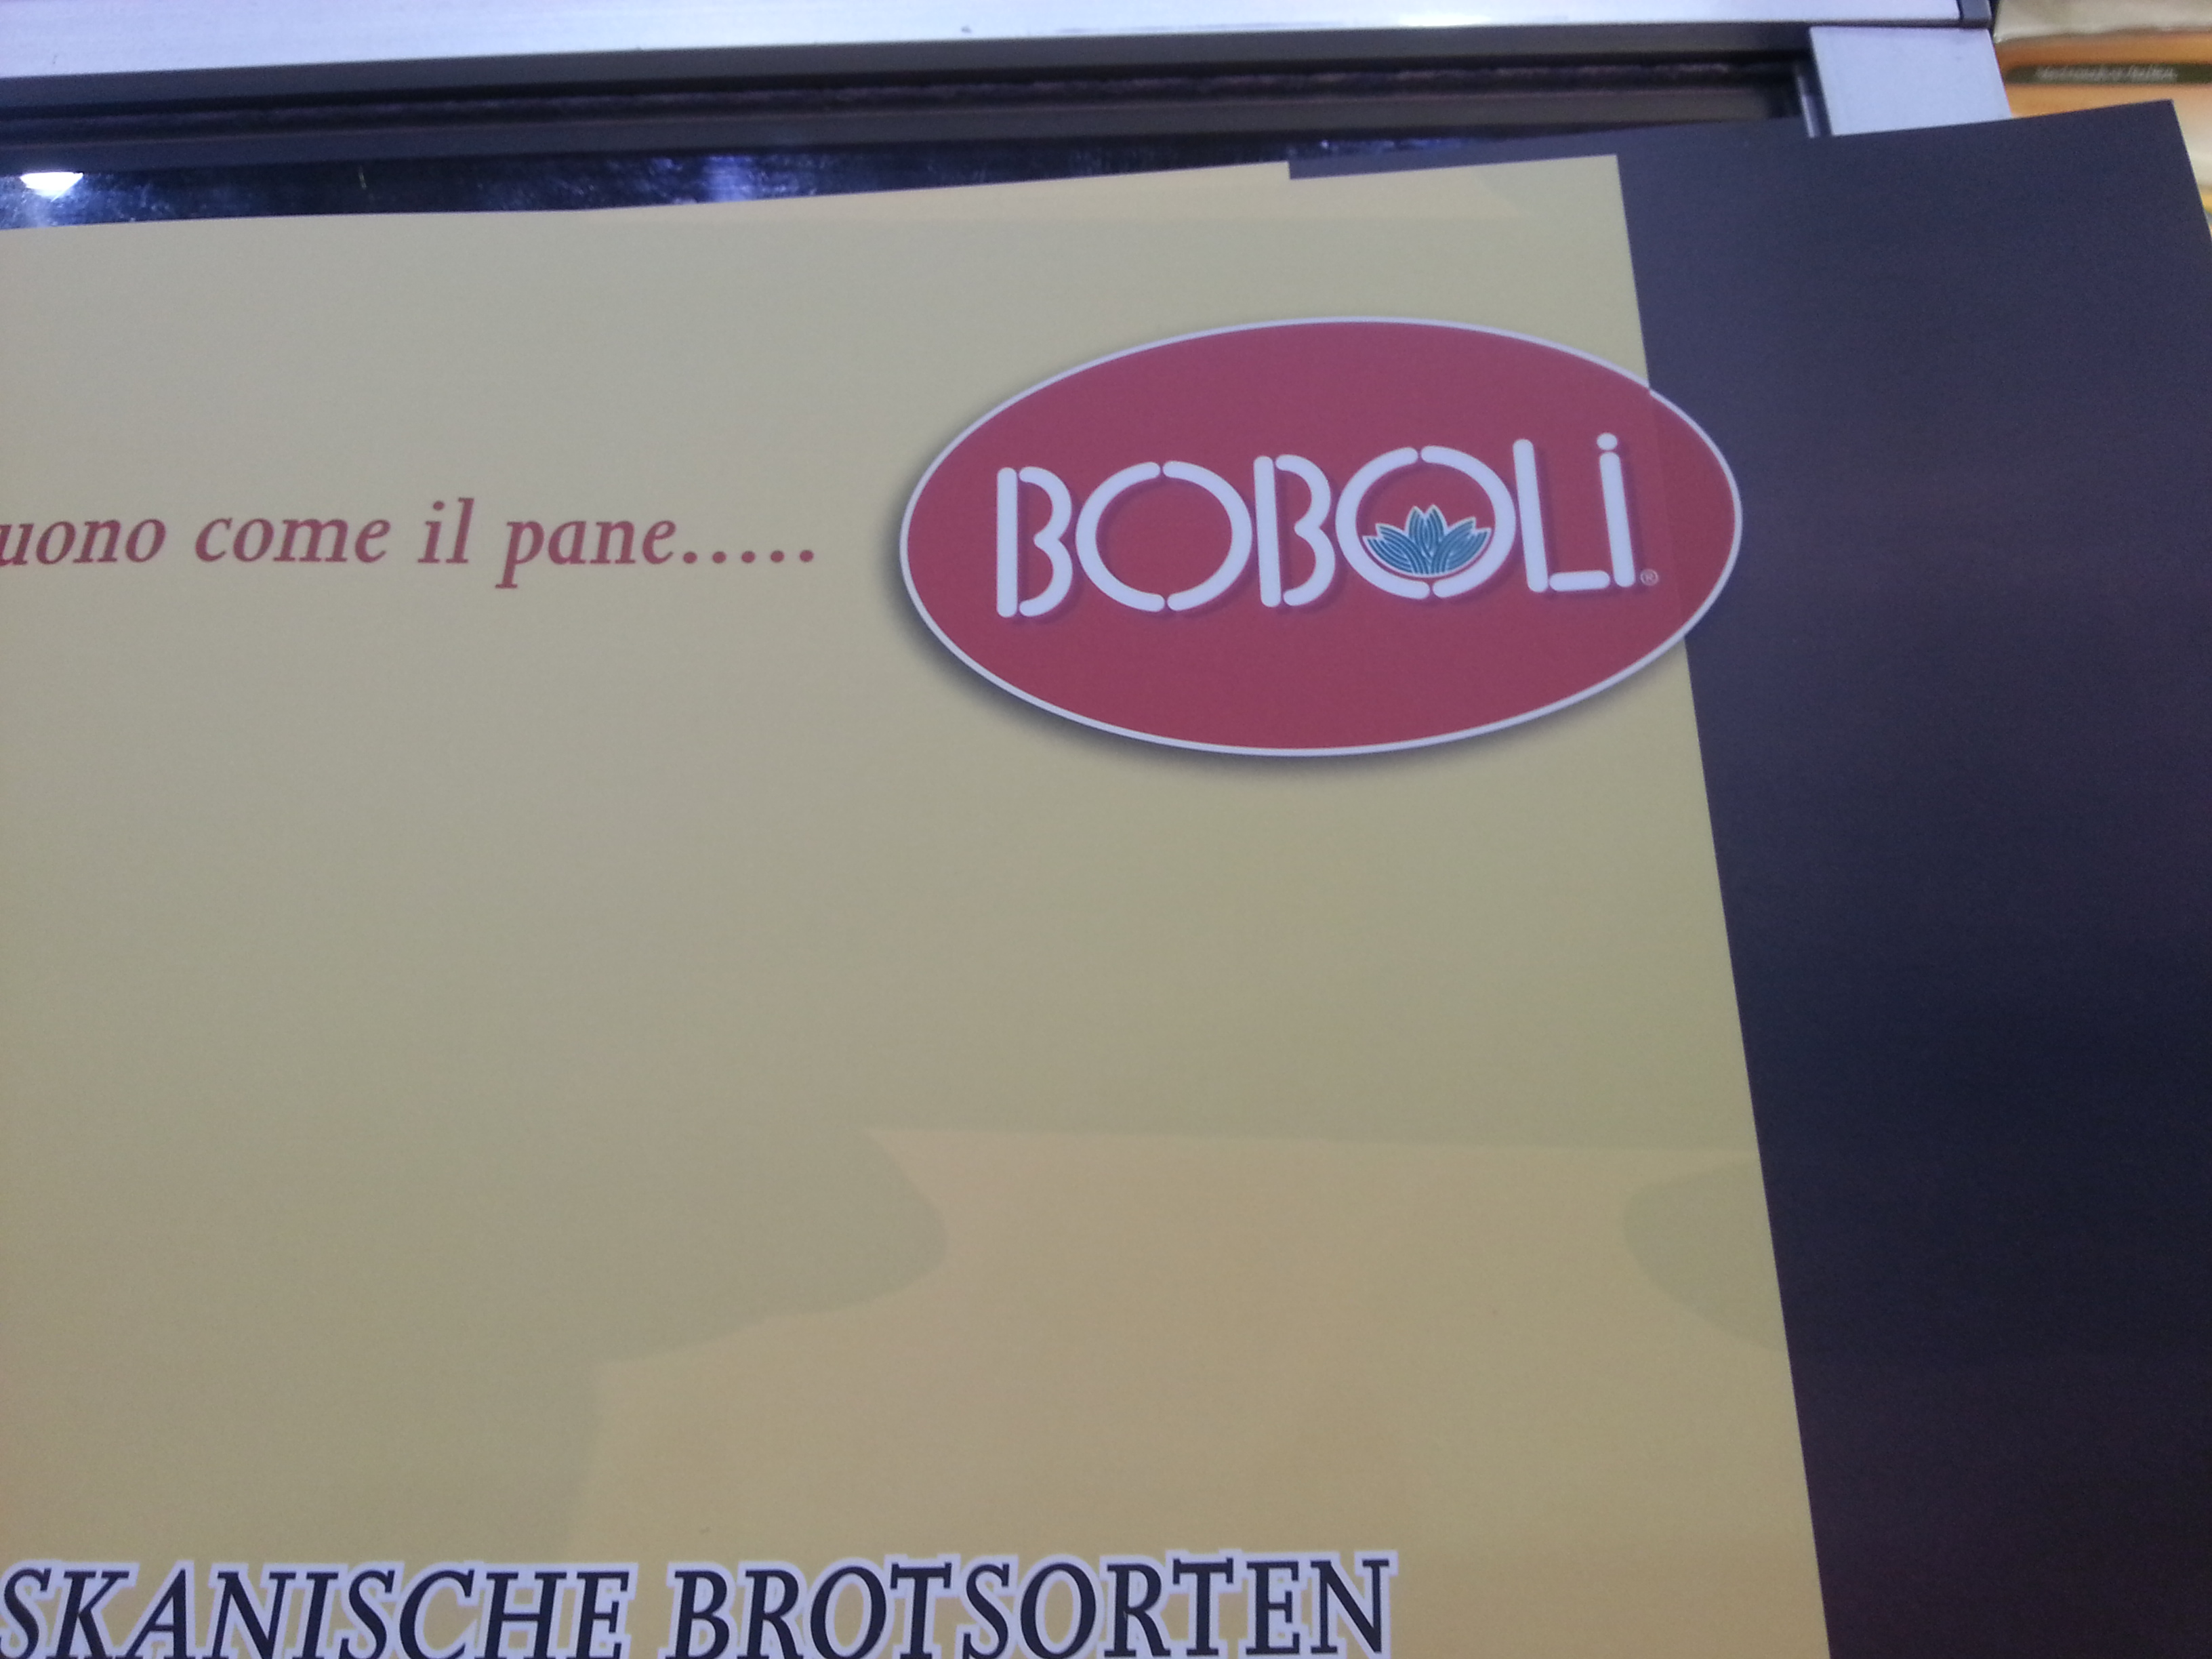 uono come il pane.....
BOBOLi®
SKANISCHE BROTSORTEN